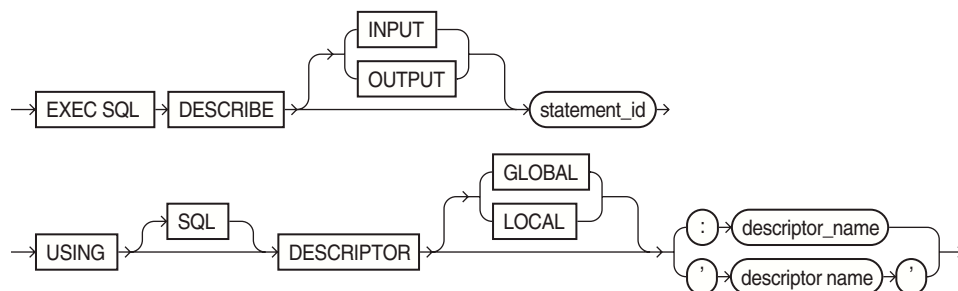 INPUT
OUTPUT
EXEC SQL DESCRIBE statement_id
GLOBAL
SQL LOCAL
USING DESCRIPTOR : descriptor_name
' descriptor name '